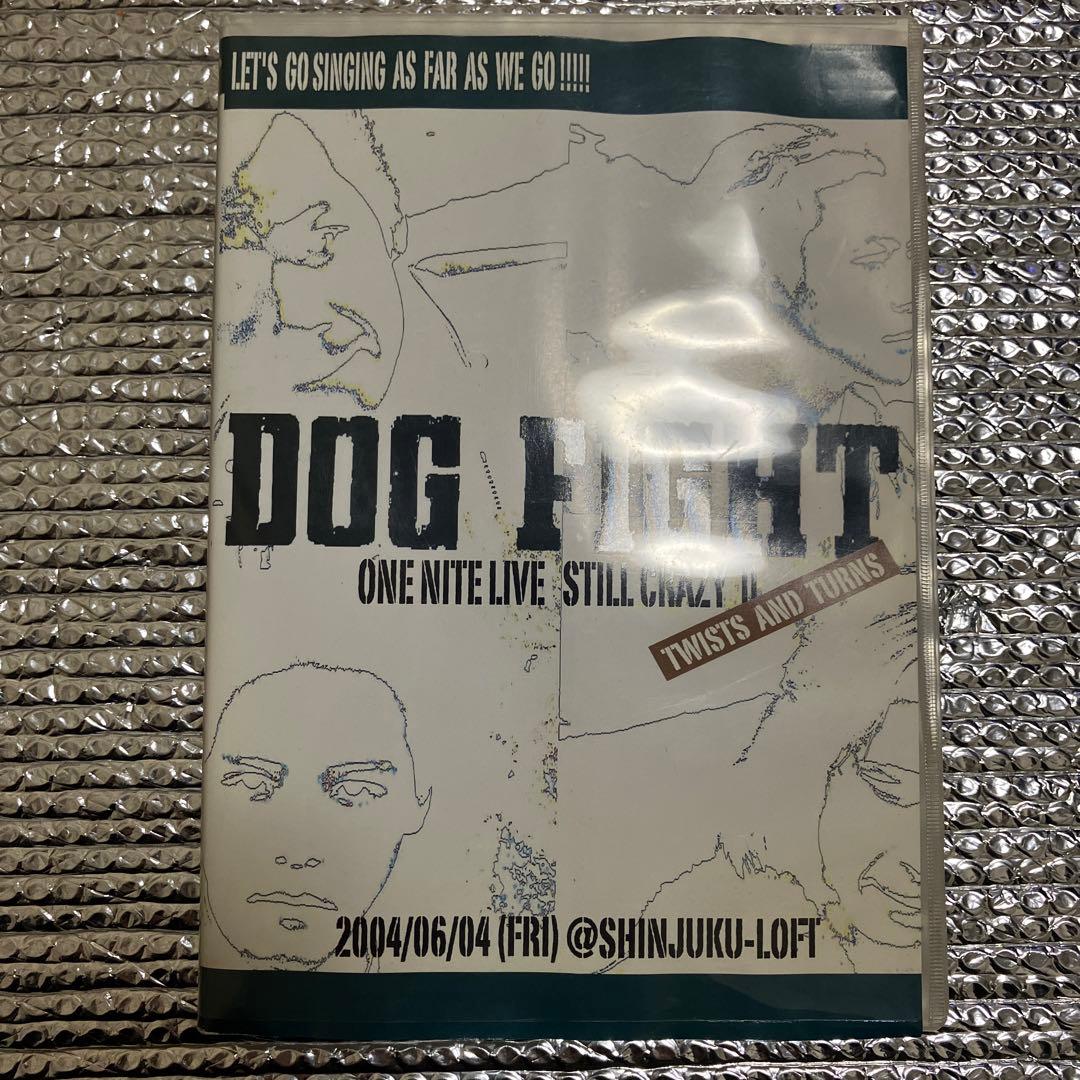 LET'S GO SINGING AS FAR AS WE GO !!!!!
DOG FIGHT
ONE NITE LIVE STILL CRAZY II
TWISTS AND TURNS
2004/06/04 (FRI) @SHINJUKU-LOFT